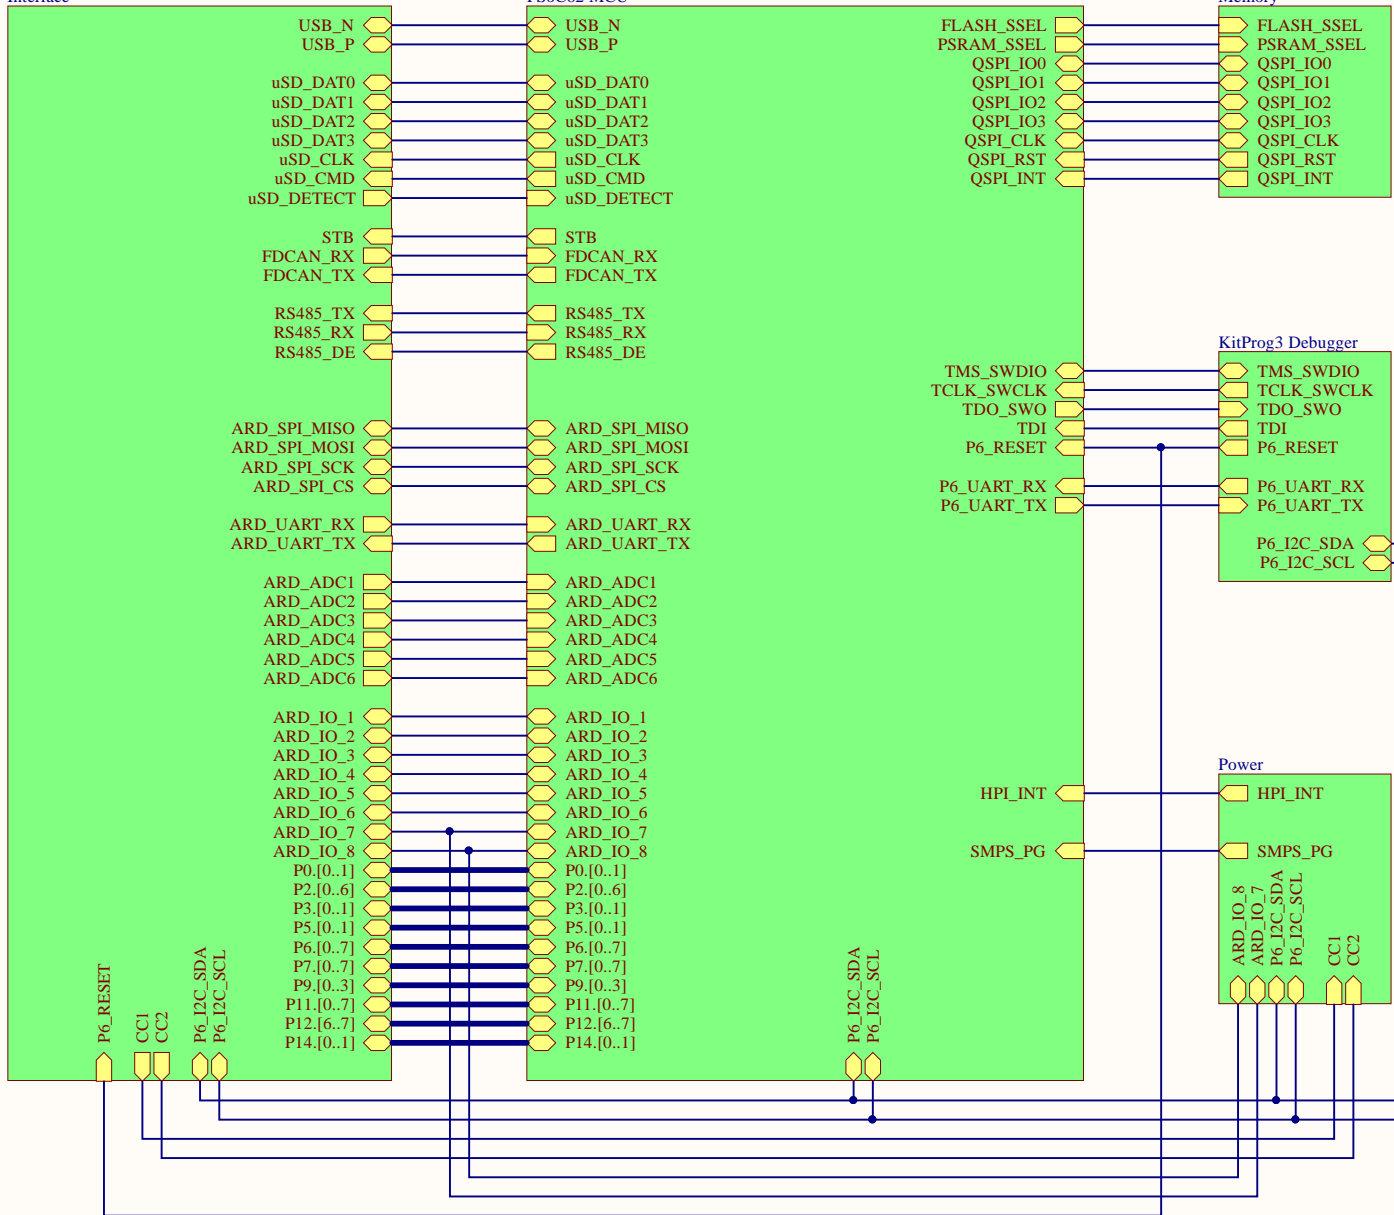 USB_N
USB_P
uSD_DAT0
uSD_DAT1
uSD_DAT2
uSD_DAT3
uSD_CLK
uSD_CMD
uSD_DETECT
STB
FDCAN_RX
FDCAN_TX
RS485_TX
RS485_RX
RS485_DE
ARD_SPI_MISO
ARD_SPI_MOSI
ARD_SPI_SCK
ARD_SPI_CS
ARD_UART_RX
ARD_UART_TX
ARD_ADC1
ARD_ADC2
ARD_ADC3
ARD_ADC4
ARD_ADC5
ARD_ADC6
ARD_IO_1
ARD_IO_2
ARD_IO_3
ARD_IO_4
ARD_IO_5
ARD_IO_6
ARD_IO_7
ARD_IO_8
P0.[0..1]
P2.[0..6]
P3.[0..1]
P5.[0..1]
P6.[0..7]
P7.[0..7]
P9.[0..3]
P11.[0..7]
P12.[6..7]
P14.[0..1]
P6_RESET
CC1
CC2
P6_I2C_SDA
P6_I2C_SCL
USB_N
USB_P
uSD_DAT0
uSD_DAT1
uSD_DAT2
uSD_DAT3
uSD_CLK
uSD_CMD
uSD_DETECT
STB
FDCAN_RX
FDCAN_TX
RS485_TX
RS485_RX
RS485_DE
ARD_SPI_MISO
ARD_SPI_MOSI
ARD_SPI_SCK
ARD_SPI_CS
ARD_UART_RX
ARD_UART_TX
ARD_ADC1
ARD_ADC2
ARD_ADC3
ARD_ADC4
ARD_ADC5
ARD_ADC6
ARD_IO_1
ARD_IO_2
ARD_IO_3
ARD_IO_4
ARD_IO_5
ARD_IO_6
ARD_IO_7
ARD_IO_8
P0.[0..1]
P2.[0..6]
P3.[0..1]
P5.[0..1]
P6.[0..7]
P7.[0..7]
P9.[0..3]
P11.[0..7]
P12.[6..7]
P14.[0..1]
P6_I2C_SDA
P6_I2C_SCL
FLASH_SSEL
PSRAM_SSEL
QSPI_IO0
QSPI_IO1
QSPI_IO2
QSPI_IO3
QSPI_CLK
QSPI_RST
QSPI_INT
TMS_SWDIO
TCLK_SWCLK
TDO_SWO
TDI
P6_RESET
P6_UART_RX
P6_UART_TX
HPI_INT
SMPS_PG
Memory
FLASH_SSEL
PSRAM_SSEL
QSPI_IO0
QSPI_IO1
QSPI_IO2
QSPI_IO3
QSPI_CLK
QSPI_RST
QSPI_INT
KitProg3 Debugger
TMS_SWDIO
TCLK_SWCLK
TDO_SWO
TDI
P6_RESET
P6_UART_RX
P6_UART_TX
P6_I2C_SDA
P6_I2C_SCL
Power
HPI_INT
SMPS_PG
ARD_IO_8
ARD_IO_7
P6_I2C_SDA
P6_I2C_SCL
CC1
CC2